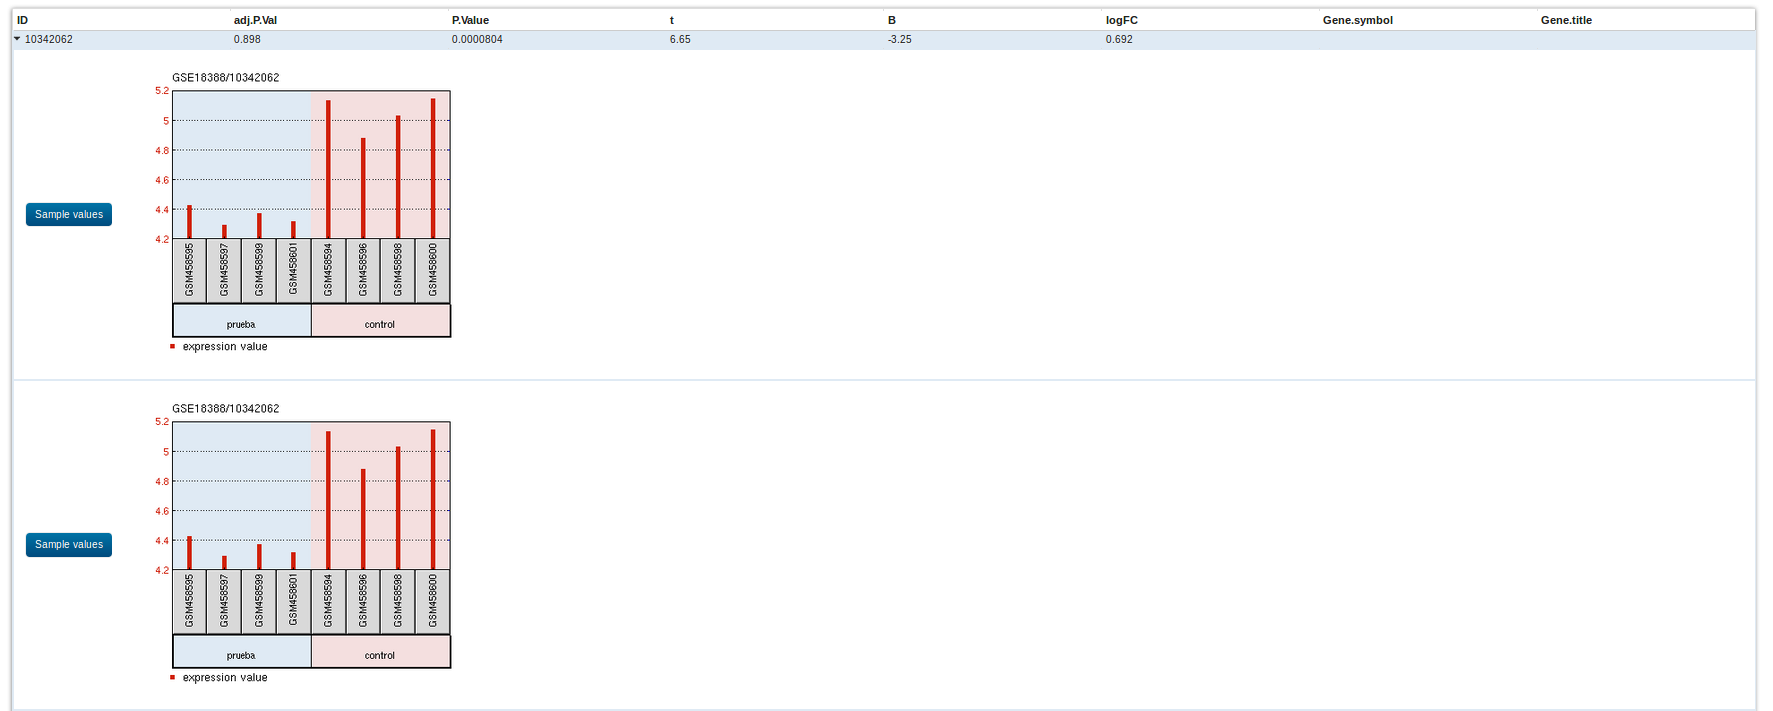 ID adj.P.Val P.Value t B logFC Gene.symbol Gene.title
10342062 0.898 0.0000804 6.65 -3.25 0.692
GSE18388/10342062
5.2
5
4.8
4.6
4.4
4.2
Sample values
GSM458595 GSM458597 GSM458599 GSM458601 GSM458594 GSM458596 GSM458598 GSM458600
prueba control
expression value
GSE18388/10342062
5.2
5
4.8
4.6
4.4
4.2
Sample values
GSM458595 GSM458597 GSM458599 GSM458601 GSM458594 GSM458596 GSM458598 GSM458600
prueba control
expression value